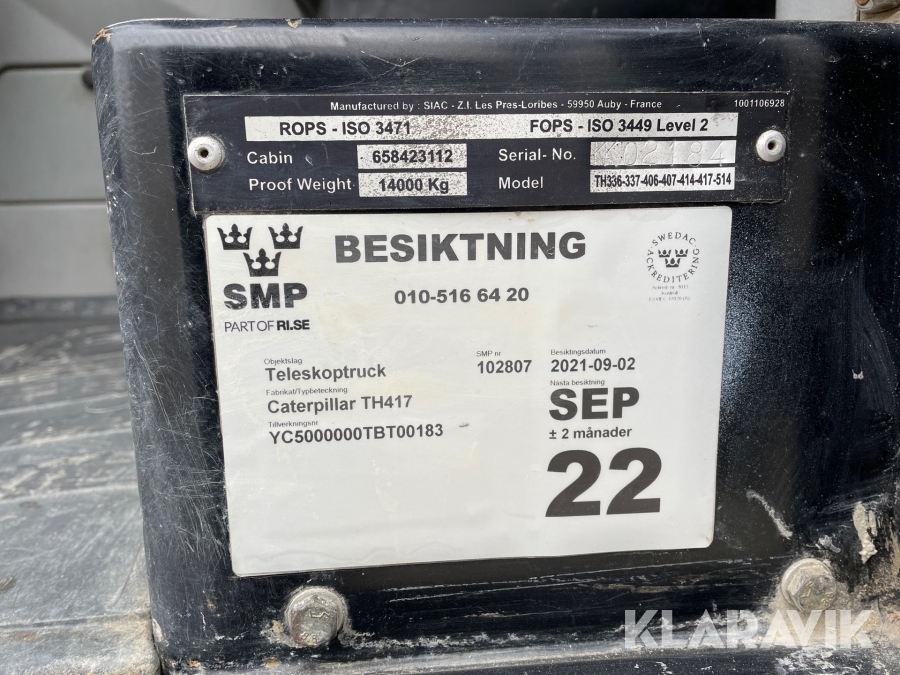 Manufactured by : SIAC - Z.I. Les Pres-Loribes - 59950 Auby - France
1001106928
ROPS - ISO 3471
FOPS - ISO 3449 Level 2
Cabin 658423112
Serial- No. K02184
Proof Weight 14000 Kg
Model TH336-337-406-407-414-417-514
SMP
PART OF RI.SE
BESIKTNING
010-516 64 20
SWEDAC
ACKREDITERING
Objektslag
Teleskoptruck
SMP nr
102807
Besiktingsdatum
2021-09-02
Fabrikat/Typbeteckning
Caterpillar TH417
Nästa besiktning
SEP
± 2 månader
22
Tillverkningsnr
YC5000000TBT00183
KLARAVIK